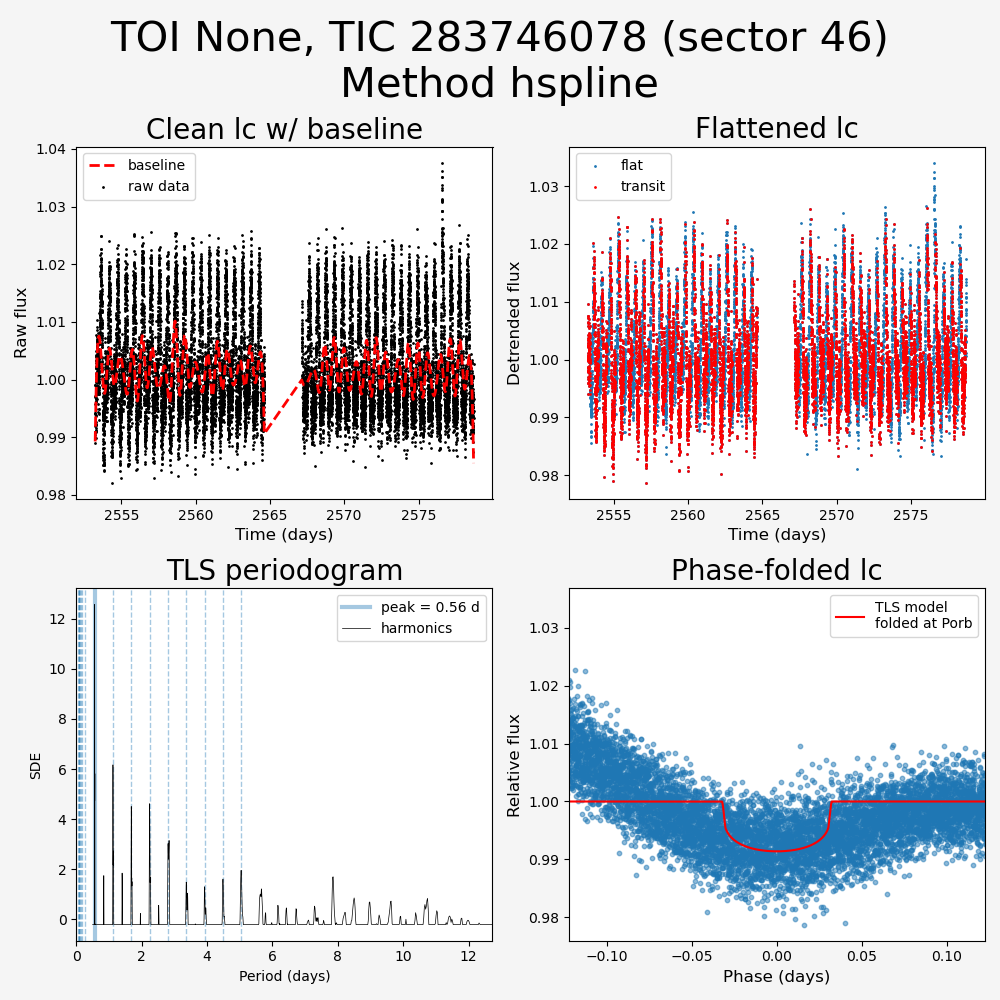 TOI None, TIC 283746078 (sector 46)
Method hspline
Clean lc w/ baseline
baseline
raw data
1.04
1.03
1.02
1.01
1.00
0.99
0.98
Raw flux
2555
2560
2565
2570
2575
Time (days)
Flattened lc
flat
transit
1.03
1.02
1.01
1.00
0.99
0.98
Detrended flux
2555
2560
2565
2570
2575
Time (days)
TLS periodogram
peak = 0.56 d
harmonics
12
10
8
6
4
2
0
SDE
0
2
4
6
8
10
12
Period (days)
Phase-folded lc
TLS model
folded at Porb
1.03
1.02
1.01
1.00
0.99
0.98
Relative flux
−0.10
−0.05
0.00
0.05
0.10
Phase (days)